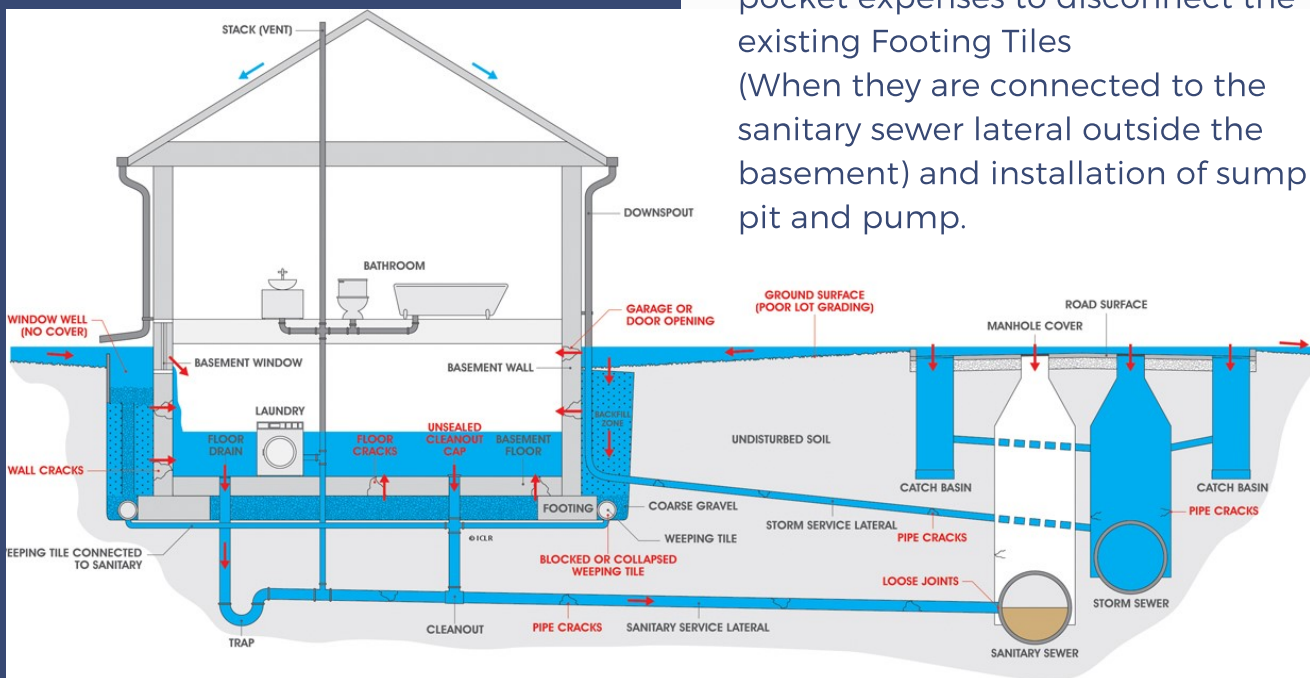 pocket expenses to disconnect the
existing Footing Tiles
(When they are connected to the
sanitary sewer lateral outside the
basement) and installation of sump
pit and pump.
STACK (VENT)
DOWNSPOUT
BATHROOM
WINDOW WELL
(NO COVER)
BASEMENT WINDOW
GARAGE OR
DOOR OPENING
GROUND SURFACE
(POOR LOT GRADING)
ROAD SURFACE
MANHOLE COVER
BASEMENT WALL
LAUNDRY
FLOOR
DRAIN
FLOOR
CRACKS
UNSEALED
CLEANOUT
CAP
BASEMENT
FLOOR
BACKFILL
ZONE
UNDISTURBED SOIL
WALL CRACKS
CATCH BASIN
CATCH BASIN
FOOTING
COARSE GRAVEL
STORM SERVICE LATERAL
PIPE CRACKS
PIPE CRACKS
WEEPING TILE
© ICLR
EEPING TILE CONNECTED
TO SANITARY
BLOCKED OR COLLAPSED
WEEPING TILE
LOOSE JOINTS
STORM SEWER
TRAP
CLEANOUT
PIPE CRACKS
SANITARY SERVICE LATERAL
SANITARY SEWER